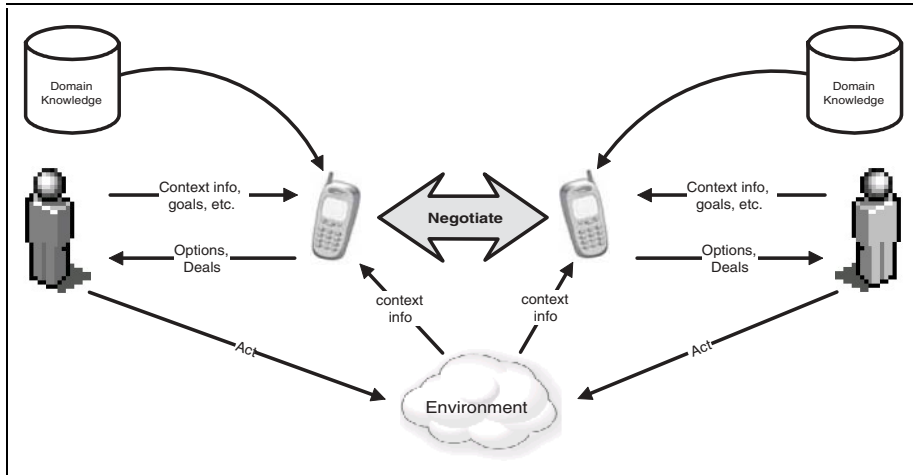 Domain
Knowledge
Domain
Knowledge
Context info,
goals, etc.
Negotiate
Context info,
goals, etc.
Options,
Deals
Options,
Deals
context
info
context
info
Act
Act
Environment